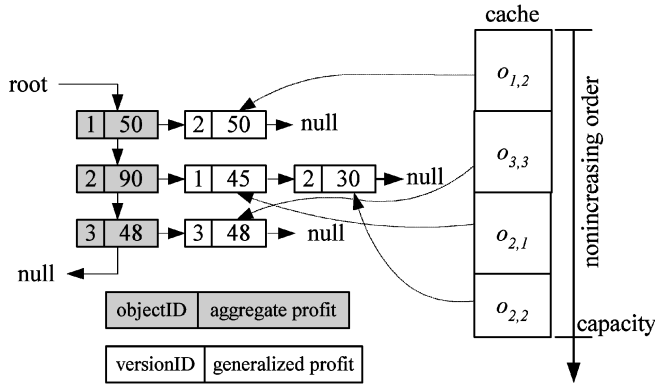 cache
root
o1,2
1 50 2 50 null
o3,3
2 90 1 45 2 30 null
nonincreasing order
3 48 3 48 null
o2,1
null
objectID aggregate profit
o2,2
capacity
versionID generalized profit